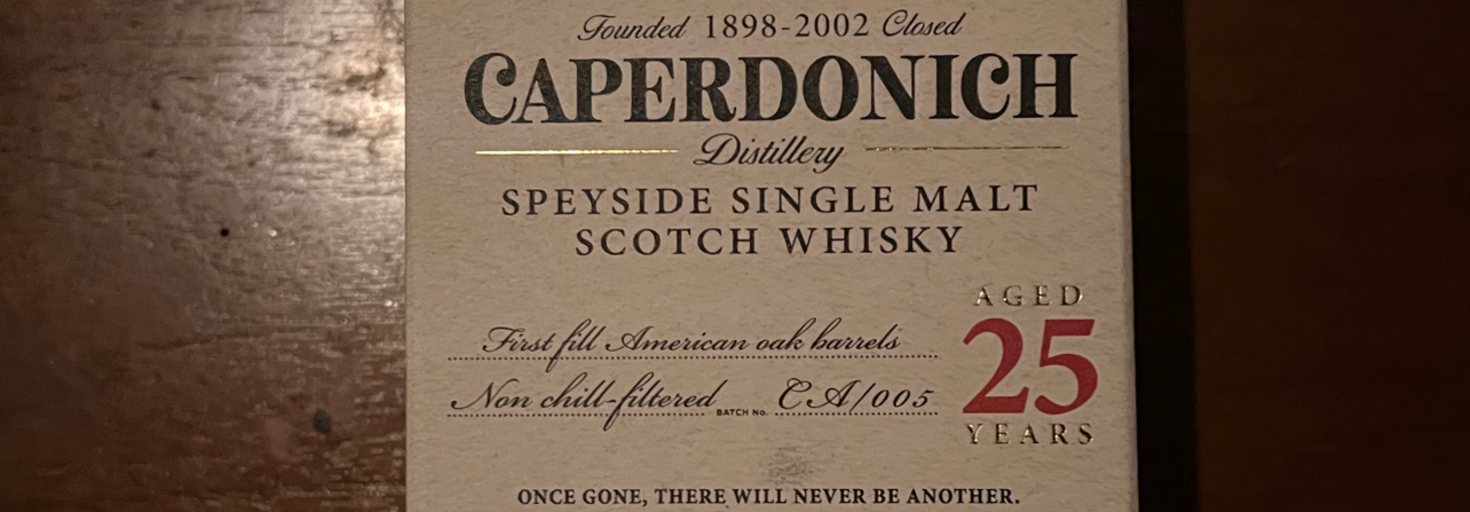 Founded 1898-2002 Closed
CAPERDONICH
Distillery
SPEYSIDE SINGLE MALT
SCOTCH WHISKY
AGED
25
YEARS
First fill American oak barrels
Non chill-filtered BATCH No. CA/005
ONCE GONE, THERE WILL NEVER BE ANOTHER.